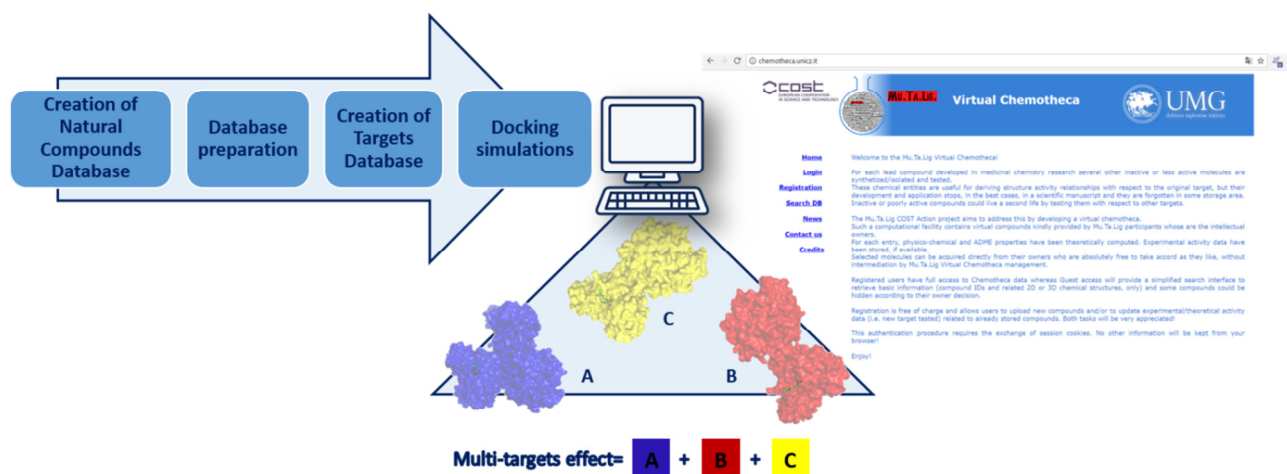 Creation of
Natural
Compounds
Database
Database
preparation
Creation of
Targets
Database
Docking
simulations
chemotheca.unicz.it
cost
EUROPEAN COOPERATION
IN SCIENCE AND TECHNOLOGY
Mu.TA.Lig.
Virtual Chemotheca
UMG
Home
Login
Registration
Search DB
News
Contact us
Credits
Welcome to the Mu.Ta.Lig Virtual Chemotheca!
For each lead compound developed in medicinal chemistry research several other inactive or less active molecules are
synthetized/isolated and tested.
These chemical entities are useful for deriving structure activity relationships with respect to the original target, but their
development and application stops, in the best cases, in a scientific manuscript and they are forgotten in some storage area.
Inactive or poorly active compounds could live a second life by testing them with respect to other targets.
The Mu.Ta.Lig COST Action project aims to address this by developing a virtual chemotheca.
Such a computational facility contains virtual compounds kindly provided by Mu.Ta.Lig participants whose are the intellectual
owners.
For each entry, physico-chemical and ADME properties have been theoretically computed. Experimental activity data have
been stored, if available.
Selected molecules can be acquired directly from their owners who are absolutely free to take accord as they like, without
intermediation by Mu.Ta.Lig Virtual Chemotheca management.
Registered users have full access to Chemotheca data whereas Guest access will provide a simplified search interface to
retrieve basic information (compound IDs and related 2D or 3D chemical structures, only) and some compounds could be
hidden according to their owner decision.
Registration is free of charge and allows users to upload new compounds and/or to update experimental/theoretical activity
data (i.e. new target tested) related to already stored compounds. Both tasks will be very appreciated!
This authentication procedure requires the exchange of session cookies. No other information will be kept from your
browser!
Enjoy!
C
A
B
Multi-targets effect= A + B + C